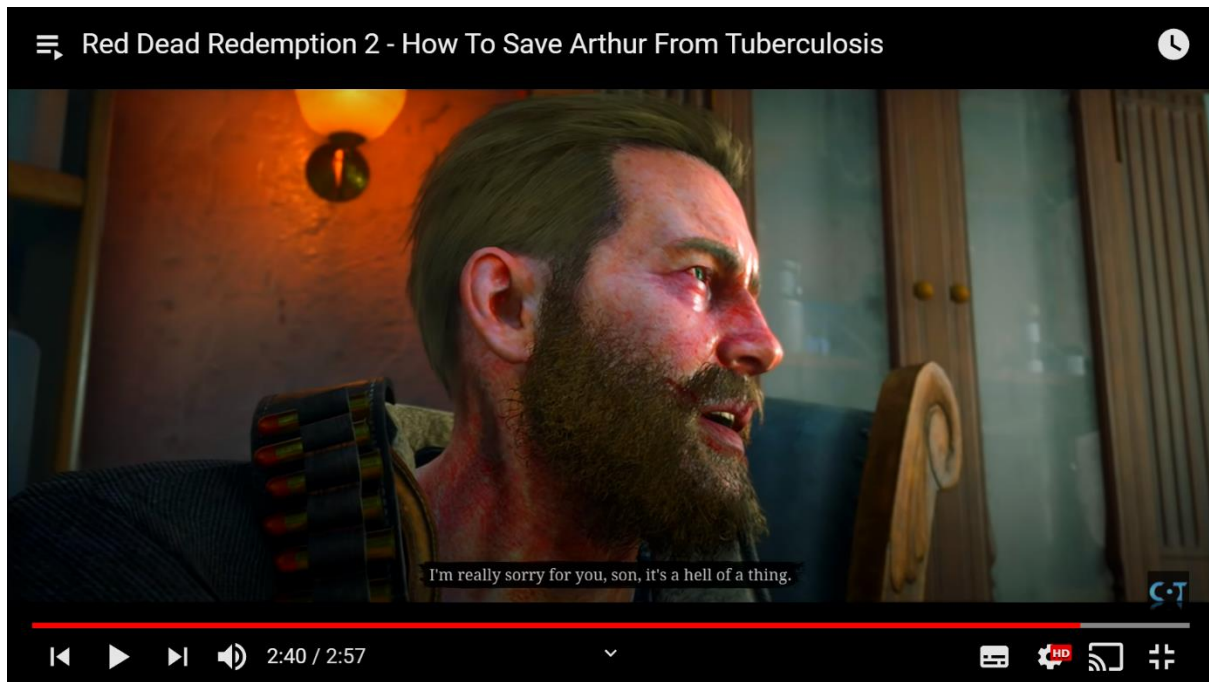 Red Dead Redemption 2 - How To Save Arthur From Tuberculosis
I'm really sorry for you, son, it's a hell of a thing.
C·T
2:40 / 2:57
HD